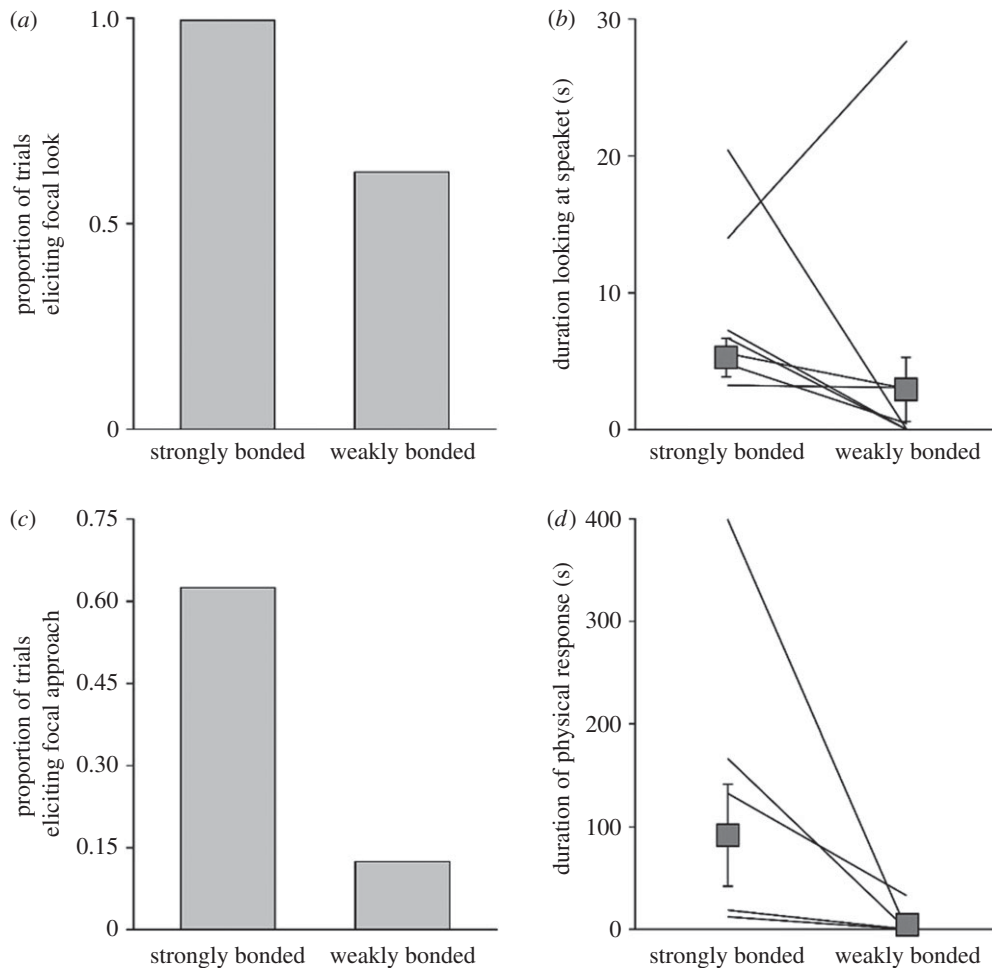 (a)
1.0
0.5
0
proportion of trials
eliciting focal look
strongly bonded weakly bonded
(b)
30
20
10
0
duration looking at speaket (s)
strongly bonded weakly bonded
(c)
0.75
0.60
0.45
0.30
0.15
0
proportion of trials
eliciting focal approach
strongly bonded weakly bonded
(d)
400
300
200
100
0
duration of physical response (s)
strongly bonded weakly bonded